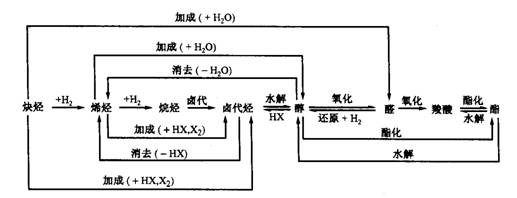 加成 (+H₂O)
加成 (+H₂O)
消去 (−H₂O)
炔烃 +H₂ 烯烃 +H₂ 烷烃 卤代 卤代烃 水解 HX 醇 氧化 还原+H₂ 醛 氧化 羧酸 酯化 水解 酯
加成 (+HX,X₂)
酯化
消去 (−HX)
水解
加成 (+HX,X₂)